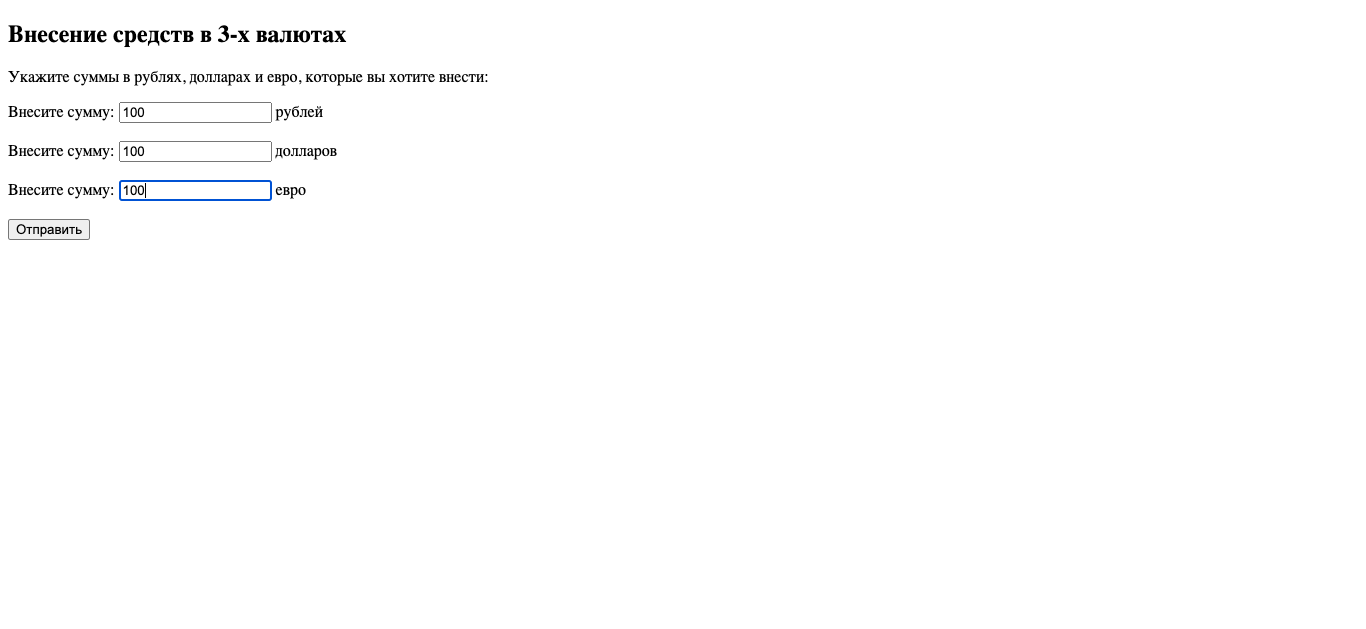 Внесение средств в 3-х валютах
Укажите суммы в рублях, долларах и евро, которые вы хотите внести:
Внесите сумму: 100 рублей
Внесите сумму: 100 долларов
Внесите сумму: 100 евро
Отправить